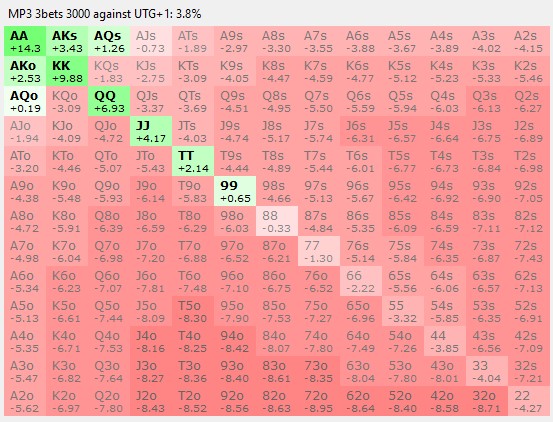 MP3 3bets 3000 against UTG+1: 3.8%
AA AKs AQs AJs ATs A9s A8s A7s A6s A5s A4s A3s A2s
+14.3 +3.43 +1.26 -0.73 -1.89 -2.97 -3.30 -3.55 -3.88 -3.67 -3.89 -4.02 -4.15
AKo KK KQs KJs KTs K9s K8s K7s K6s K5s K4s K3s K2s
+2.53 +9.88 -1.83 -2.75 -3.09 -4.05 -4.47 -4.59 -4.77 -5.12 -5.23 -5.33 -5.46
AQo KQo QQ QJs QTs Q9s Q8s Q7s Q6s Q5s Q4s Q3s Q2s
+0.19 -3.09 +6.93 -3.37 -3.69 -4.51 -4.95 -5.50 -5.59 -5.94 -6.03 -6.13 -6.27
AJo KJo QJo JJ JTs J9s J8s J7s J6s J5s J4s J3s J2s
-1.94 -4.09 -4.72 +4.17 -4.03 -4.74 -5.17 -5.74 -6.31 -6.57 -6.64 -6.75 -6.89
ATo KTo QTo JTo TT T9s T8s T7s T6s T5s T4s T3s T2s
-3.20 -4.46 -5.07 -5.43 +2.14 -4.44 -4.89 -5.44 -6.01 -6.77 -6.73 -6.84 -6.98
A9o K9o Q9o J9o T9o 99 98s 97s 96s 95s 94s 93s 92s
-4.38 -5.48 -5.93 -6.14 -5.83 +0.65 -4.66 -5.13 -5.67 -6.42 -6.92 -6.90 -7.05
A8o K8o Q8o J8o T8o 98o 88 87s 86s 85s 84s 83s 82s
-4.72 -5.91 -6.39 -6.59 -6.29 -6.03 -0.33 -4.84 -5.35 -6.09 -6.59 -7.11 -7.12
A7o K7o Q7o J7o T7o 97o 87o 77 76s 75s 74s 73s 72s
-4.98 -6.04 -6.98 -7.20 -6.88 -6.52 -6.21 -1.30 -5.14 -5.84 -6.35 -6.87 -7.43
A6o K6o Q6o J6o T6o 96o 86o 76o 66 65s 64s 63s 62s
-5.34 -6.23 -7.07 -7.81 -7.48 -7.10 -6.75 -6.52 -2.22 -5.56 -6.06 -6.57 -7.13
A5o K5o Q5o J5o T5o 95o 85o 75o 65o 55 54s 53s 52s
-5.13 -6.61 -7.44 -8.09 -8.30 -7.90 -7.53 -7.27 -6.96 -3.32 -5.85 -6.35 -6.91
A4o K4o Q4o J4o T4o 94o 84o 74o 64o 54o 44 43s 42s
-5.35 -6.71 -7.53 -8.16 -8.25 -8.42 -8.07 -7.80 -7.49 -7.26 -3.85 -6.56 -7.09
A3o K3o Q3o J3o T3o 93o 83o 73o 63o 53o 43o 33 32s
-5.47 -6.82 -7.64 -8.27 -8.36 -8.40 -8.61 -8.35 -8.04 -7.80 -8.01 -4.04 -7.21
A2o K2o Q2o J2o T2o 92o 82o 72o 62o 52o 42o 32o 22
-5.62 -6.97 -7.80 -8.43 -8.52 -8.56 -8.63 -8.95 -8.64 -8.40 -8.58 -8.71 -4.27